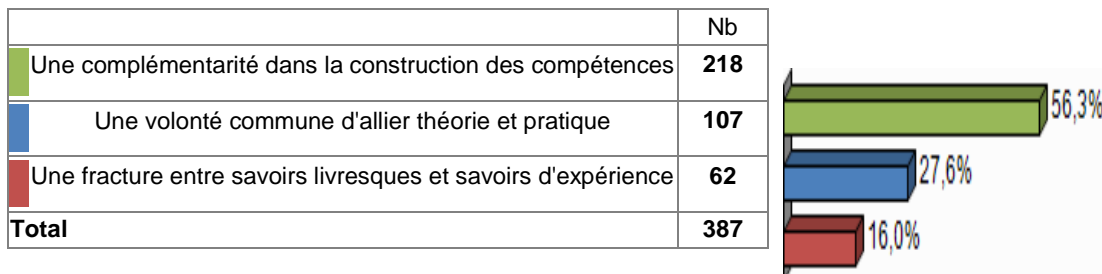 Nb
Une complémentarité dans la construction des compétences 218
Une volonté commune d'allier théorie et pratique 107
Une fracture entre savoirs livresques et savoirs d'expérience 62
Total 387
56,3%
27,6%
16,0%